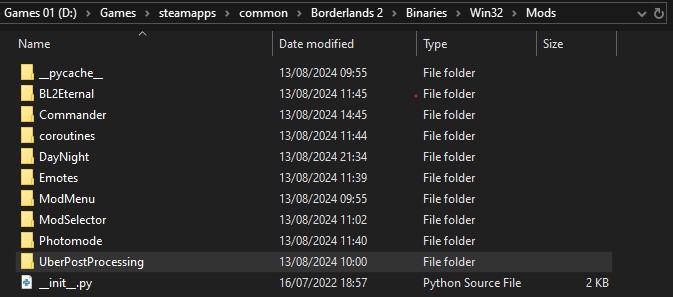 Games 01 (D:) > Games > steamapps > common > Borderlands 2 > Binaries > Win32 > Mods
Name Date modified Type Size
__pycache__ 13/08/2024 09:55 File folder
BL2Eternal 13/08/2024 11:45 File folder
Commander 13/08/2024 14:45 File folder
coroutines 13/08/2024 11:44 File folder
DayNight 13/08/2024 21:34 File folder
Emotes 13/08/2024 11:39 File folder
ModMenu 13/08/2024 09:55 File folder
ModSelector 13/08/2024 11:02 File folder
Photomode 13/08/2024 11:40 File folder
UberPostProcessing 13/08/2024 10:00 File folder
__init__.py 16/07/2022 18:57 Python Source File 2 KB